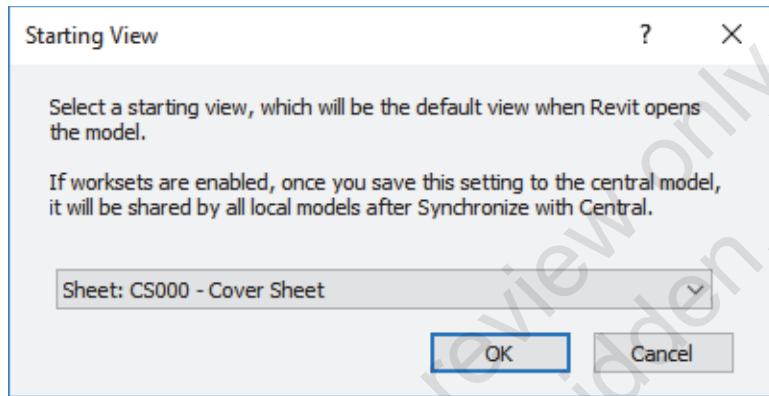 Starting View ?
Select a starting view, which will be the default view when Revit opens
the model.
If worksets are enabled, once you save this setting to the central model,
it will be shared by all local models after Synchronize with Central.
Sheet: CS000 - Cover Sheet
OK Cancel
review only